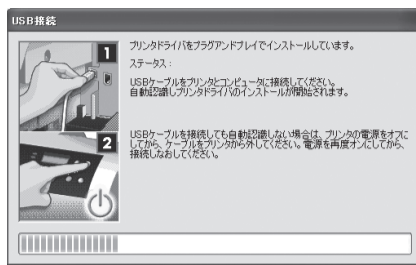 USB接続
1
プリンタドライバをプラグアンドプレイでインストールしています。
ステータス：
USBケーブルをプリンタとコンピュータに接続してください。
自動認識しプリンタドライバのインストールが開始されます。
2
USBケーブルを接続しても自動認識しない場合は、プリンタの電源をオフに
してから、ケーブルをプリンタから外してください。電源を再度オンにしてから、
接続しなおしてください。